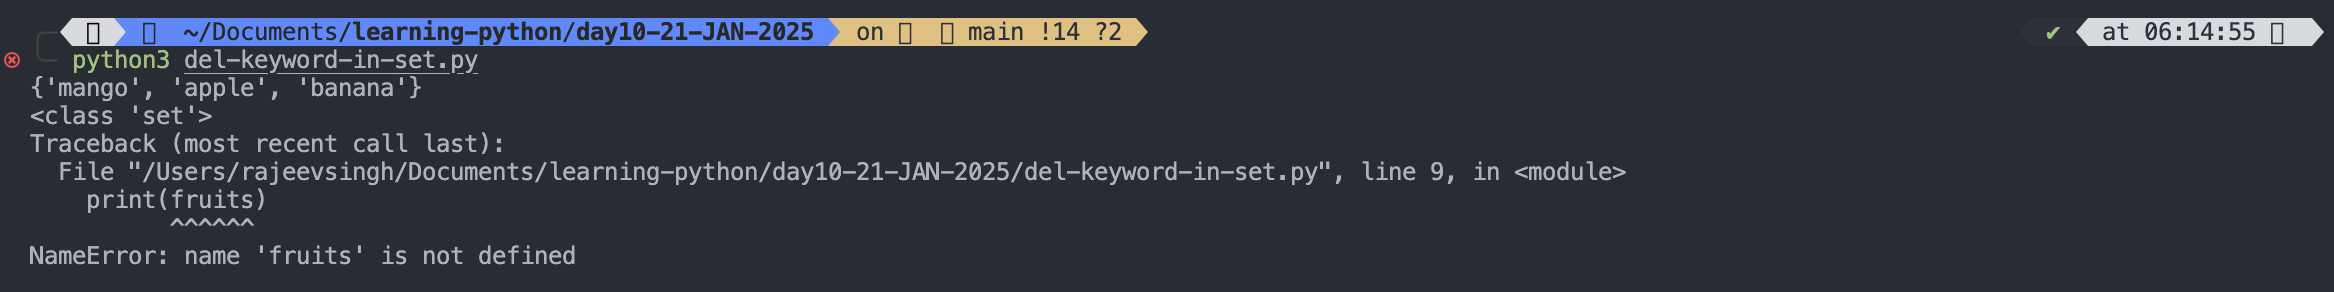 ~/Documents/learning-python/day10-21-JAN-2025 on main !14 ?2 ✔ at 06:14:55
python3 del-keyword-in-set.py
{'mango', 'apple', 'banana'}
<class 'set'>
Traceback (most recent call last):
  File "/Users/rajeevsingh/Documents/learning-python/day10-21-JAN-2025/del-keyword-in-set.py", line 9, in <module>
    print(fruits)
          ^^^^^^
NameError: name 'fruits' is not defined